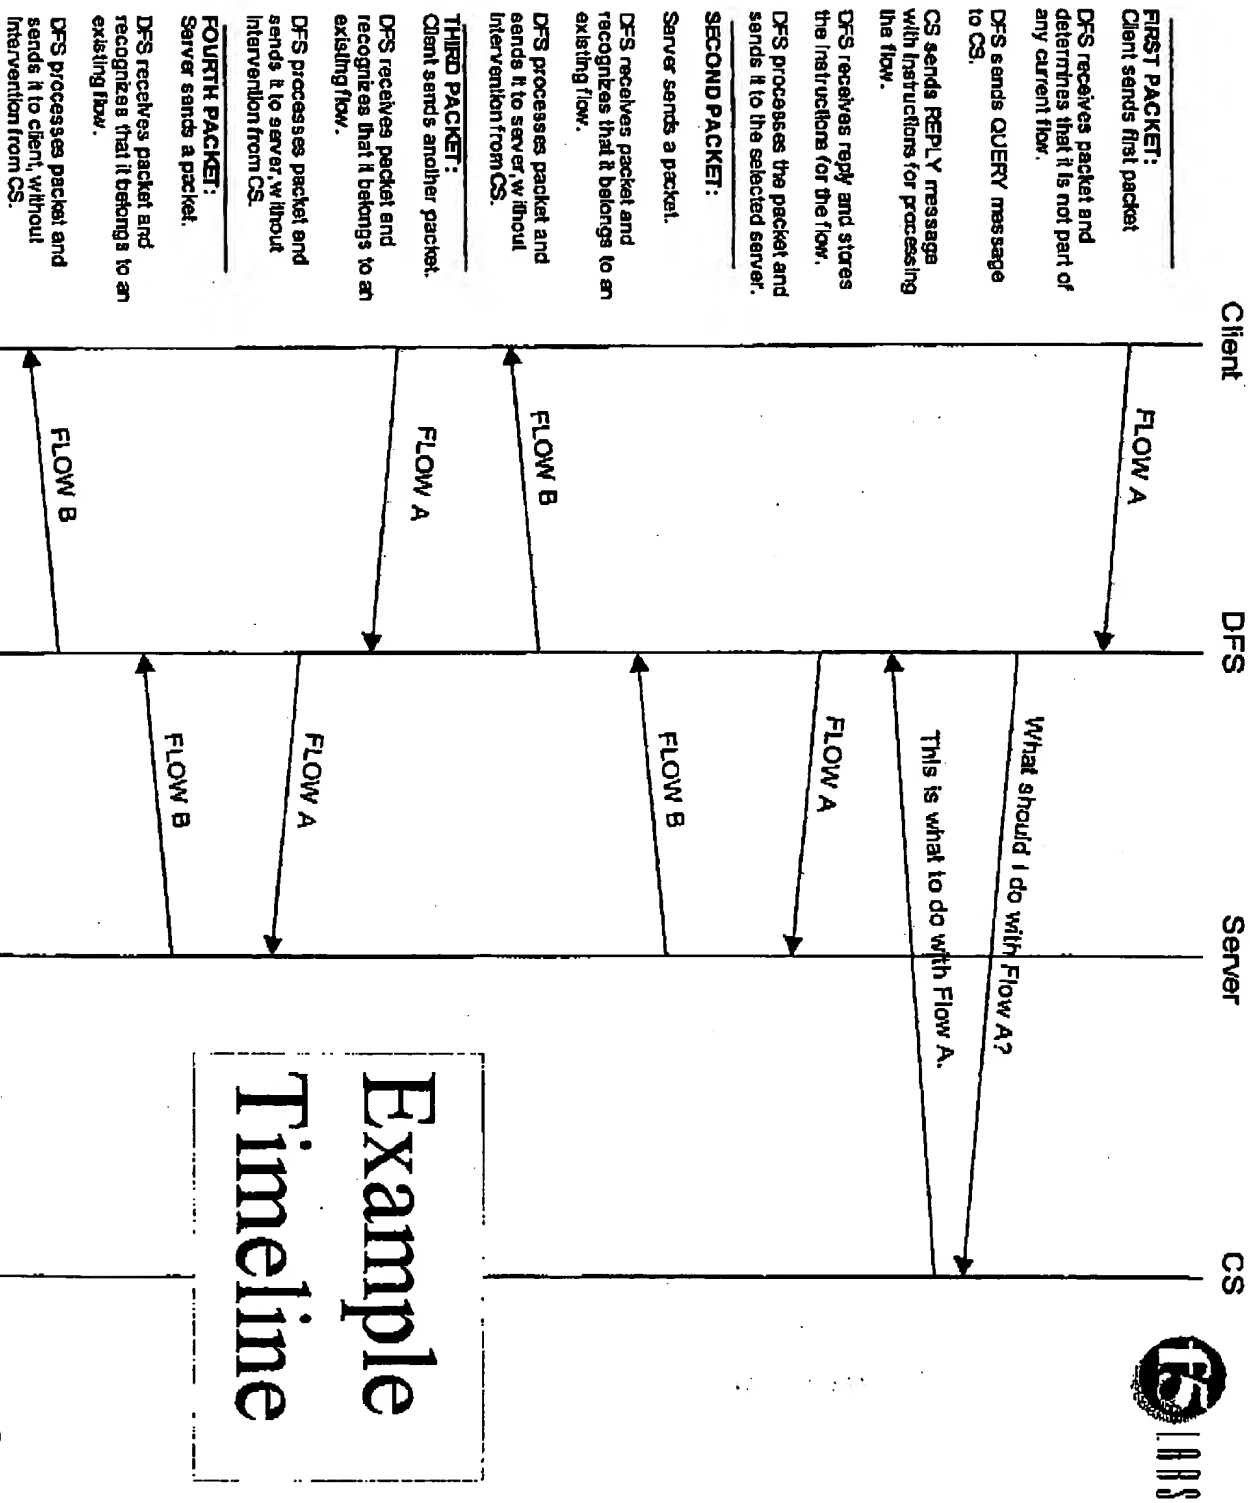 Client
DFS
Server
CS
f5 LABS
FIRST PACKET:
Client sends first packet
DFS receives packet and
determines that it is not part of
any current flow.
DFS sends QUERY message
to CS.
CS sends REPLY message
with instructions for processing
the flow.
DFS receives reply and stores
the instructions for the flow.
DFS processes the packet and
sends it to the selected server.
SECOND PACKET:
Server sends a packet.
DFS receives packet and
recognizes that it belongs to an
existing flow.
DFS processes packet and
sends it to server, without
intervention from CS.
THIRD PACKET:
Client sends another packet.
DFS receives packet and
recognizes that it belongs to an
existing flow.
DFS processes packet and
sends it to server, without
intervention from CS.
FOURTH PACKET:
Server sends a packet.
DFS receives packet and
recognizes that it belongs to an
existing flow.
DFS processes packet and
sends it to client, without
intervention from CS.
FLOW A
What should I do with Flow A?
This is what to do with Flow A.
FLOW A
FLOW B
FLOW B
FLOW A
FLOW A
FLOW B
FLOW B
Example
Timeline